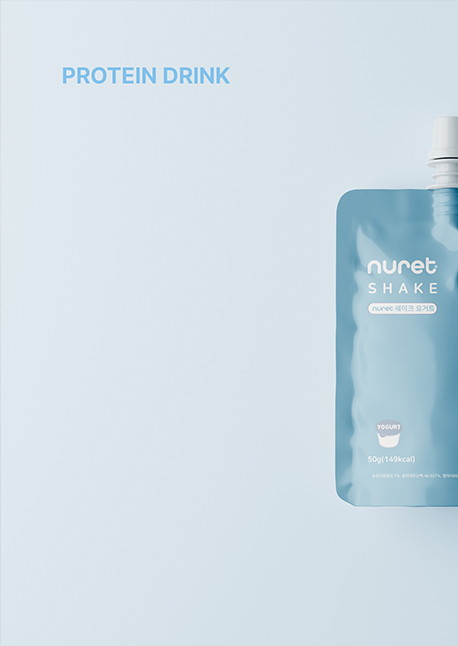 PROTEIN DRINK
nuret
SHAKE
nuret 쉐이크 요거트
YOGURT
50g(149kcal)